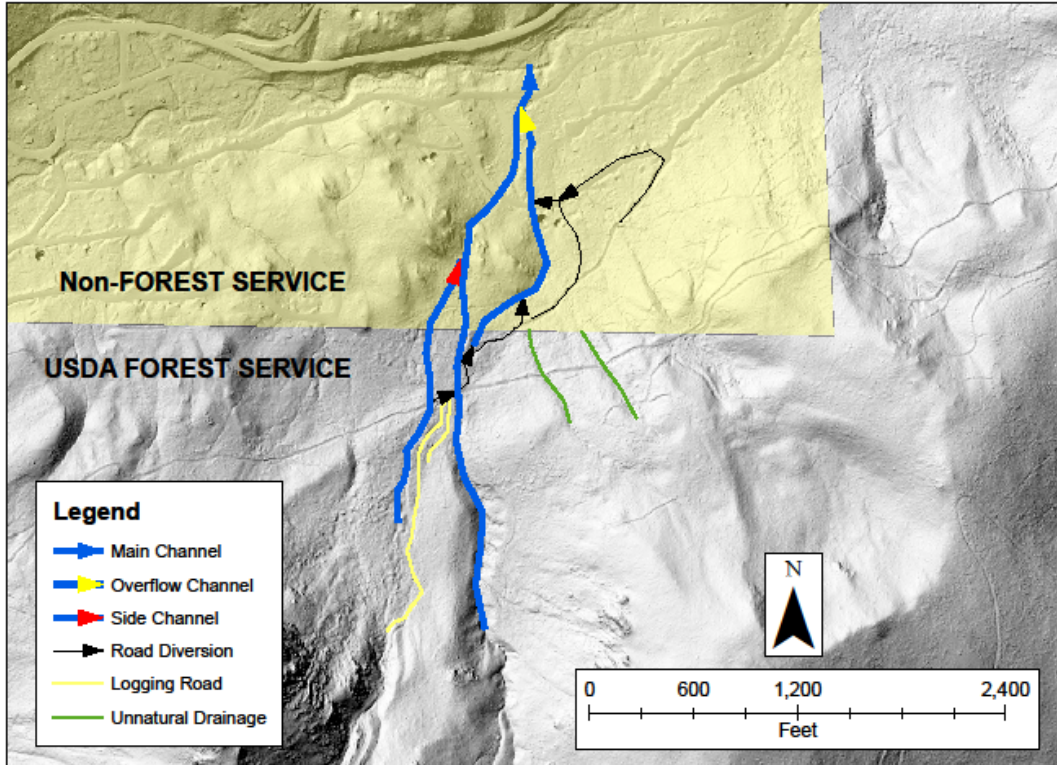 Non-FOREST SERVICE
USDA FOREST SERVICE
Legend
Main Channel
Overflow Channel
Side Channel
Road Diversion
Logging Road
Unnatural Drainage
N
0 600 1,200 2,400
Feet